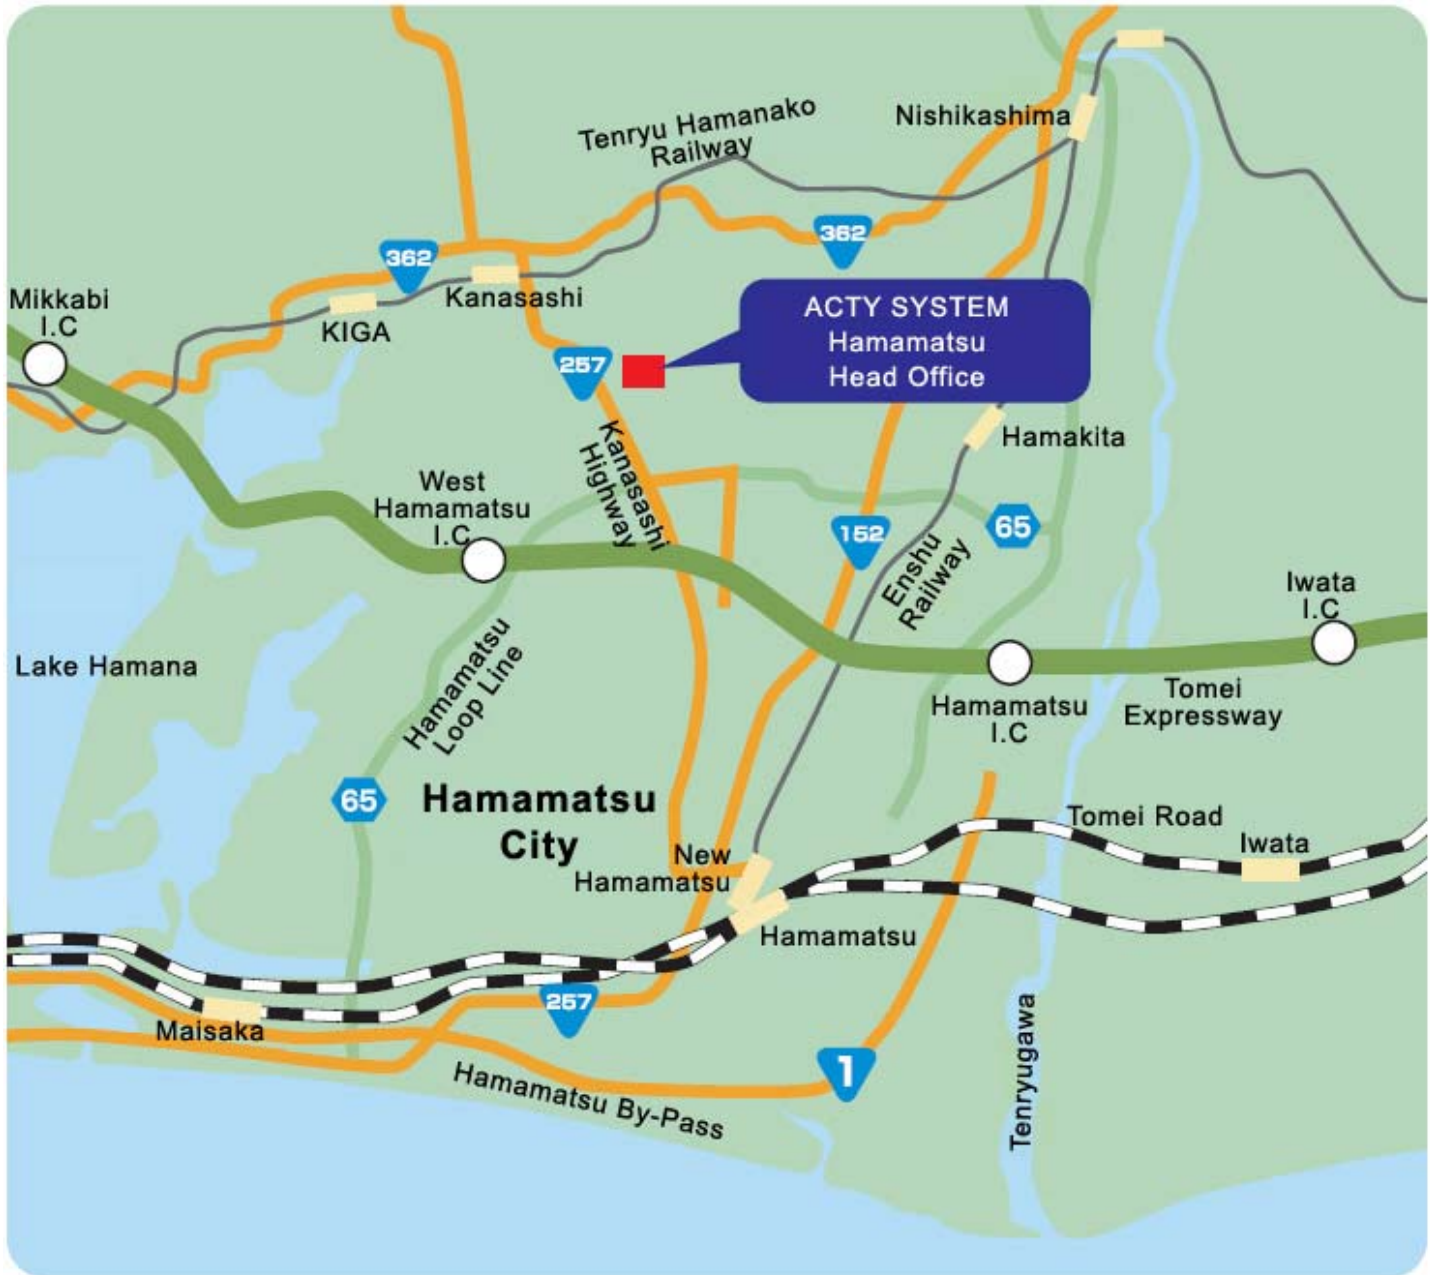 Tenryu Hamanako
Railway
Nishikashima
362
362
Mikkabi
I.C
Kanasashi
KIGA
ACTY SYSTEM
Hamamatsu
Head Office
257
Kanasashi
Highway
Hamakita
West
Hamamatsu
I.C
152
65
Enshu
Railway
Iwata
I.C
Lake Hamana
Hamamatsu
Loop Line
Hamamatsu
I.C
Tomei
Expressway
65
Hamamatsu
City
Tomei Road
Iwata
New
Hamamatsu
Hamamatsu
257
Maisaka
Tenryugawa
1
Hamamatsu By-Pass